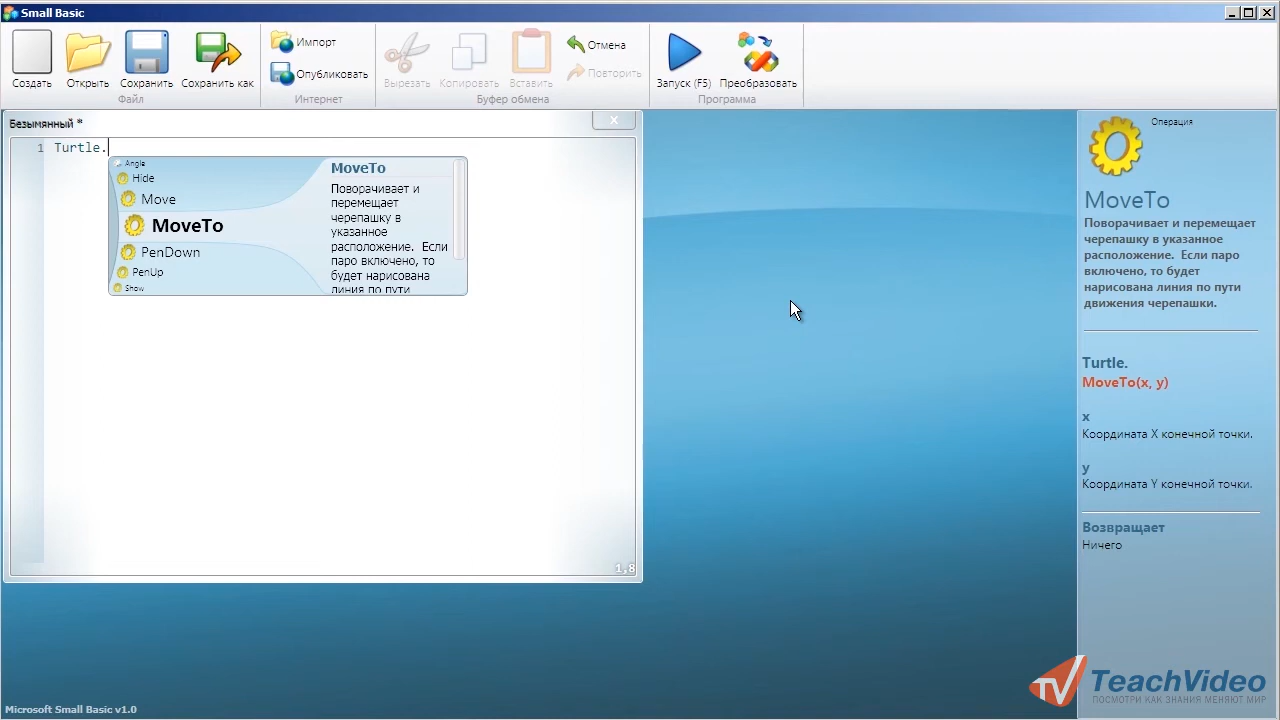 Small Basic
Создать
Открыть
Сохранить
Сохранить как
Файл
Импорт
Опубликовать
Интернет
Вырезать
Копировать
Вставить
Отмена
Повторить
Буфер обмена
Запуск (F5)
Преобразовать
Программа
Безымянный *
X
1 Turtle.
Angle
Hide
Move
MoveTo
PenDown
PenUp
Show
MoveTo
Поворачивает и
перемещает
черепашку в
указанное
расположение. Если
паро включено, то
будет нарисована
линия по пути
1,8
Операция
MoveTo
Поворачивает и перемещает
черепашку в указанное
расположение. Если паро
включено, то будет
нарисована линия по пути
движения черепашки.
Turtle.
MoveTo(x, y)
x
Координата X конечной точки.
y
Координата Y конечной точки.
Возвращает
Ничего
Microsoft Small Basic v1.0
TV TeachVideo
ПОСМОТРИ КАК ЗНАНИЯ МЕНЯЮТ МИР